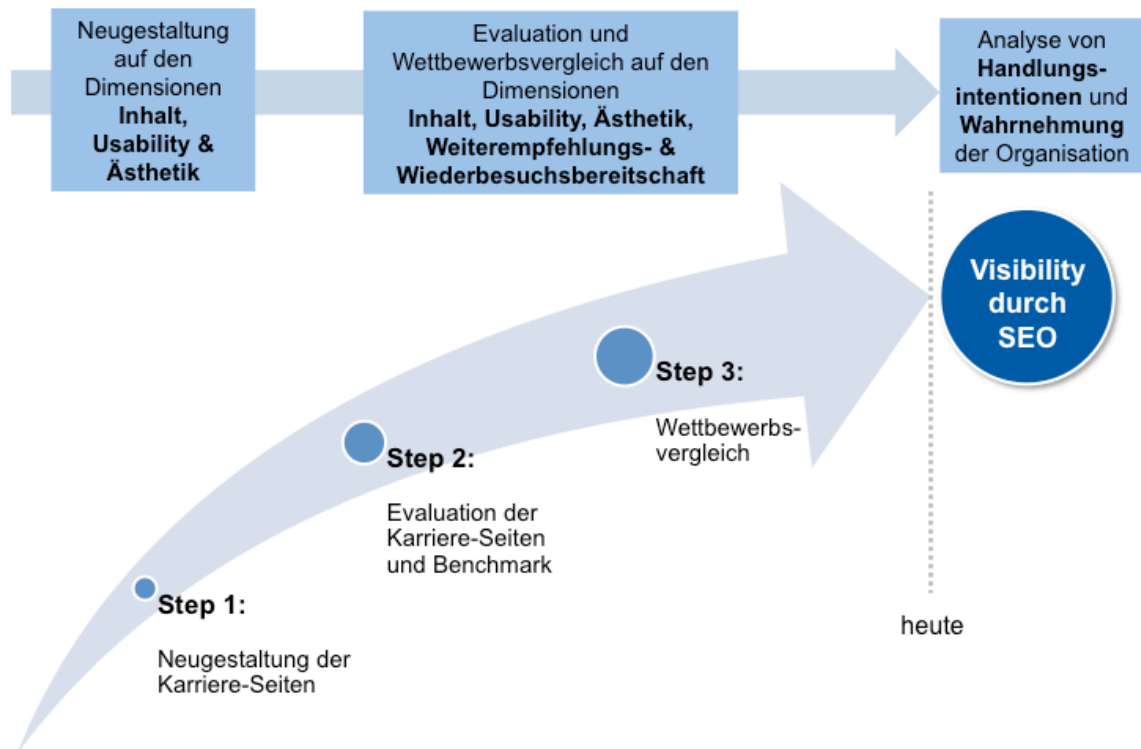 Neugestaltung
auf den
Dimensionen
Inhalt,
Usability &
Ästhetik
Evaluation und
Wettbewerbsvergleich auf den
Dimensionen
Inhalt, Usability, Ästhetik,
Weiterempfehlungs- &
Wiederbesuchsbereitschaft
Analyse von
Handlungs-
intentionen und
Wahrnehmung
der Organisation
Visibility
durch
SEO
Step 3:
Wettbewerbs-
vergleich
Step 2:
Evaluation der
Karriere-Seiten
und Benchmark
Step 1:
Neugestaltung der
Karriere-Seiten
heute